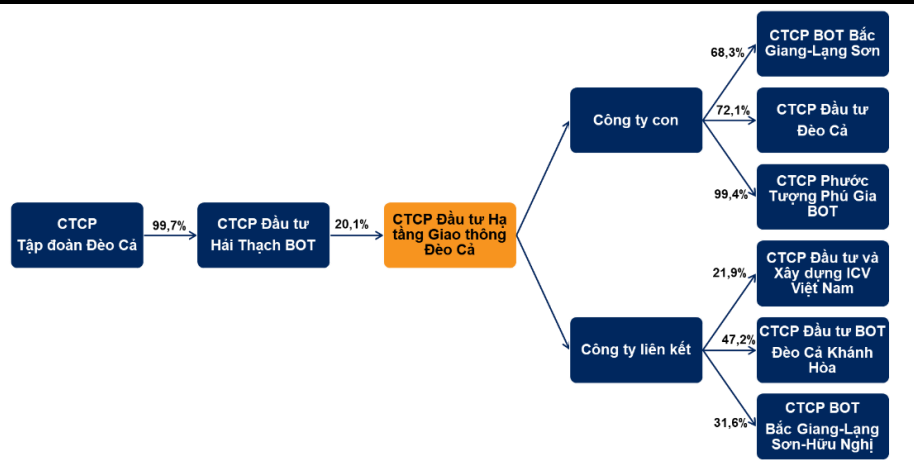 CTCP
Tập đoàn Đèo Cả
99,7%
CTCP Đầu tư
Hải Thạch BOT
20,1%
CTCP Đầu tư Hạ
tầng Giao thông
Đèo Cả
Công ty con
68,3%
CTCP BOT Bắc
Giang-Lạng Sơn
72,1%
CTCP Đầu tư
Đèo Cả
99,4%
CTCP Phước
Tượng Phú Gia
BOT
Công ty liên kết
21,9%
CTCP Đầu tư và
Xây dựng ICV
Việt Nam
47,2%
CTCP Đầu tư BOT
Đèo Cả Khánh
Hòa
31,6%
CTCP BOT
Bắc Giang-Lạng
Sơn-Hữu Nghị